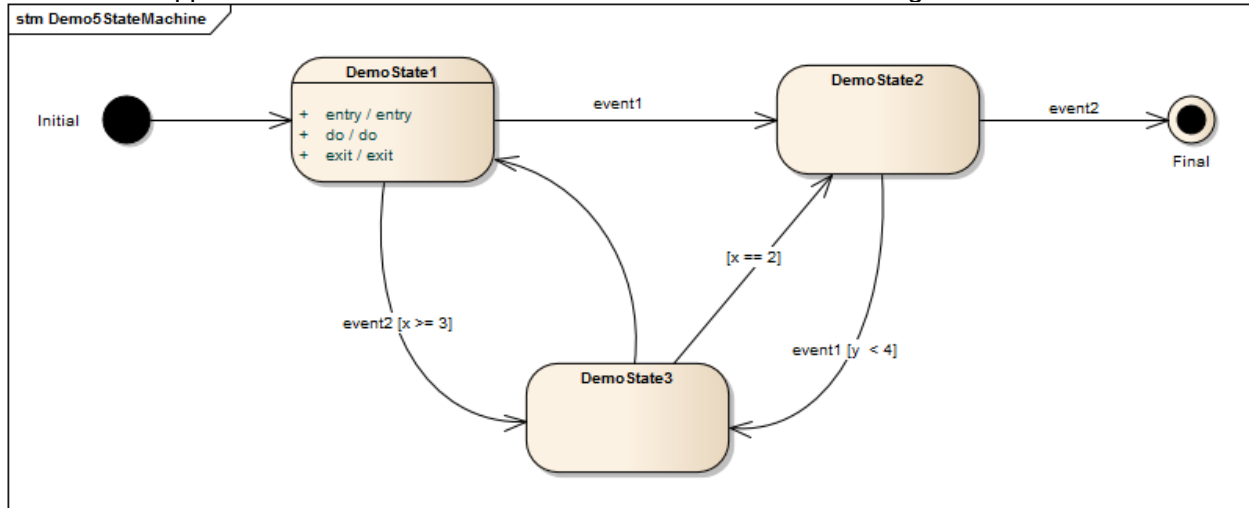 stm Demo5StateMachine
DemoState1
DemoState2
event1
event2
Initial
+ entry / entry
+ do / do
+ exit / exit
Final
[x == 2]
event2 [x >= 3]
event1 [y < 4]
DemoState3